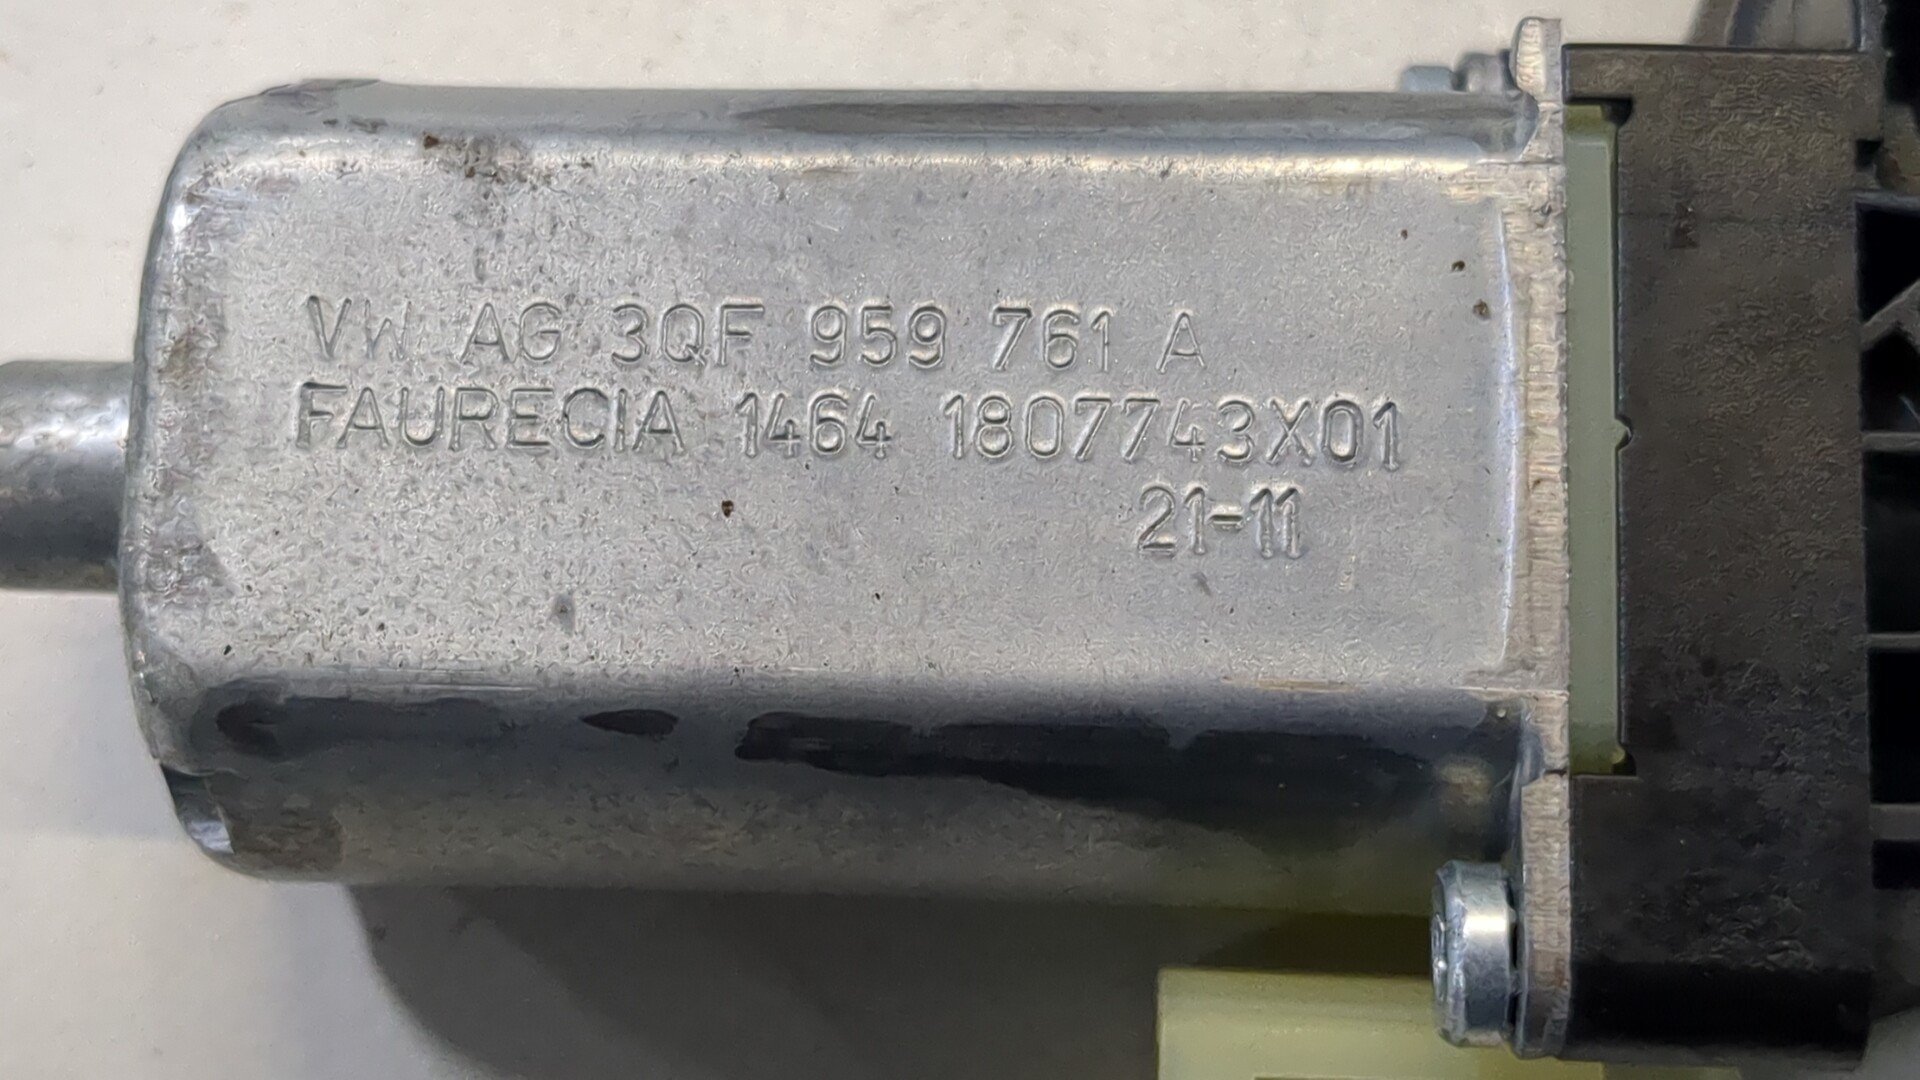 VW AG 3QF 959 761 A
FAURECIA 1464 1807743X01
21-11